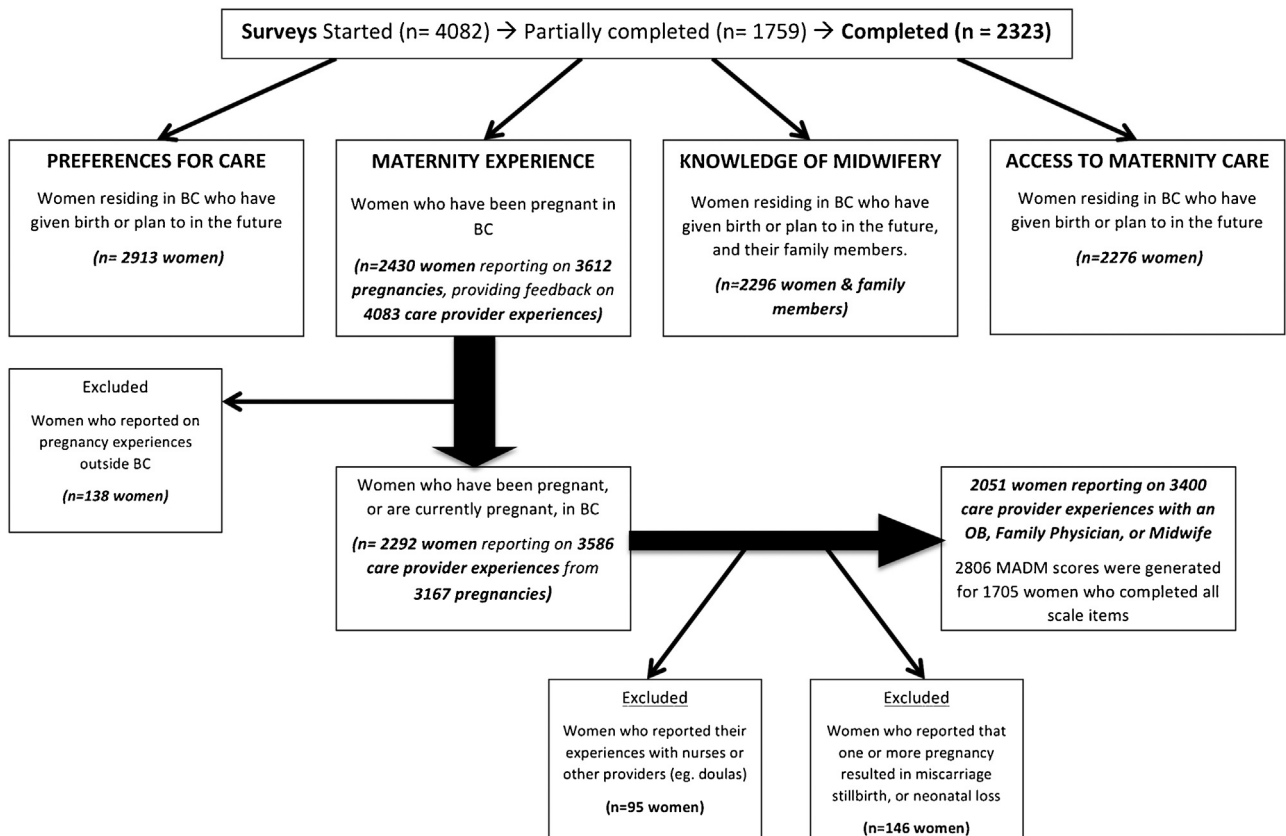 Surveys Started (n= 4082) → Partially completed (n= 1759) → Completed (n = 2323)
PREFERENCES FOR CARE
Women residing in BC who have
given birth or plan to in the future
(n= 2913 women)
MATERNITY EXPERIENCE
Women who have been pregnant in
BC
(n=2430 women reporting on 3612
pregnancies, providing feedback on
4083 care provider experiences)
KNOWLEDGE OF MIDWIFERY
Women residing in BC who have
given birth or plan to in the future,
and their family members.
(n=2296 women & family
members)
ACCESS TO MATERNITY CARE
Women residing in BC who have
given birth or plan to in the future
(n=2276 women)
Excluded
Women who reported on
pregnancy experiences
outside BC
(n=138 women)
Women who have been pregnant,
or are currently pregnant, in BC
(n= 2292 women reporting on 3586
care provider experiences from
3167 pregnancies)
2051 women reporting on 3400
care provider experiences with an
OB, Family Physician, or Midwife
2806 MADM scores were generated
for 1705 women who completed all
scale items
Excluded
Women who reported their
experiences with nurses or
other providers (eg. doulas)
(n=95 women)
Excluded
Women who reported that
one or more pregnancy
resulted in miscarriage
stillbirth, or neonatal loss
(n=146 women)